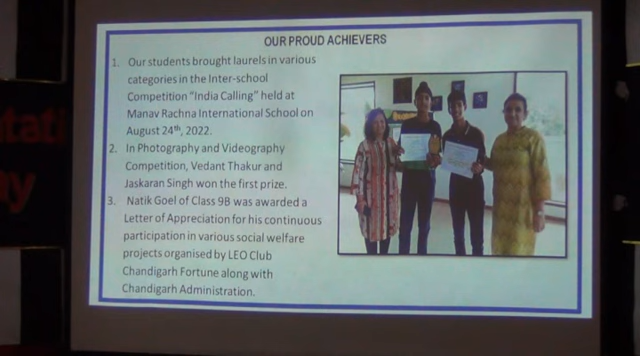 OUR PROUD ACHIEVERS
1. Our students brought laurels in various
categories in the Inter-school
Competition "India Calling" held at
Manav Rachna International School on
August 24th, 2022.
2. In Photography and Videography
Competition, Vedant Thakur and
Jaskaran Singh won the first prize.
3. Natik Goel of Class 9B was awarded a
Letter of Appreciation for his continuous
participation in various social welfare
projects organised by LEO Club
Chandigarh Fortune along with
Chandigarh Administration.